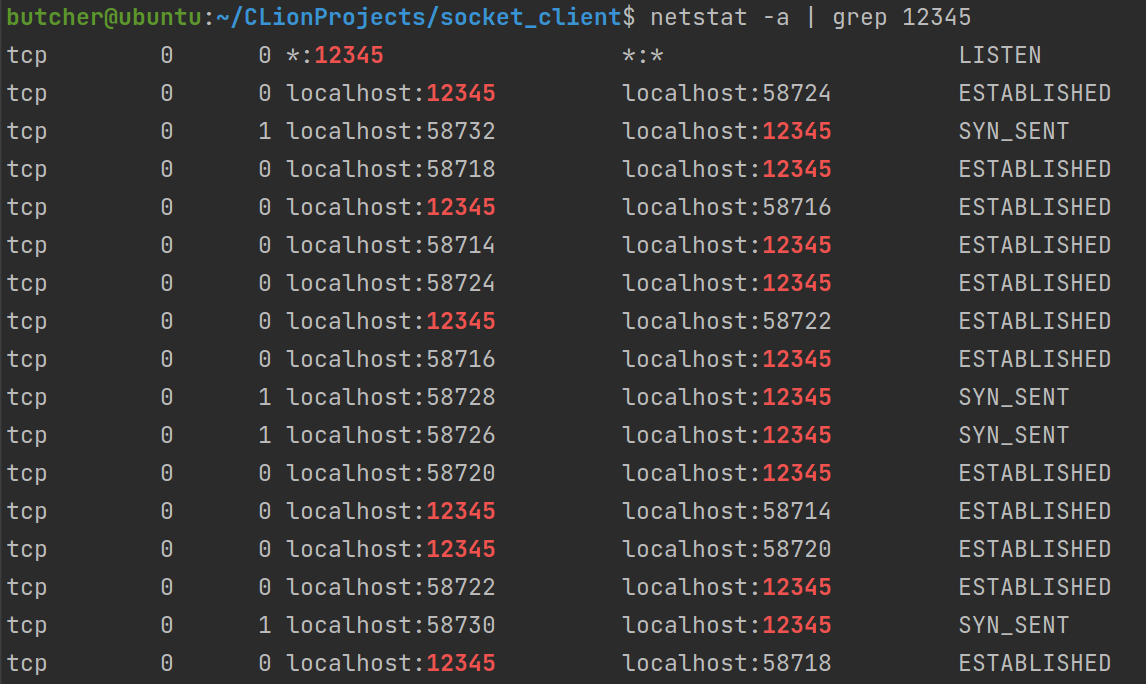 butcher@ubuntu:~/CLionProjects/socket_client$ netstat -a | grep 12345
tcp        0      0 *:12345                 *:*                     LISTEN
tcp        0      0 localhost:12345         localhost:58724         ESTABLISHED
tcp        0      1 localhost:58732         localhost:12345         SYN_SENT
tcp        0      0 localhost:58718         localhost:12345         ESTABLISHED
tcp        0      0 localhost:12345         localhost:58716         ESTABLISHED
tcp        0      0 localhost:58714         localhost:12345         ESTABLISHED
tcp        0      0 localhost:58724         localhost:12345         ESTABLISHED
tcp        0      0 localhost:12345         localhost:58722         ESTABLISHED
tcp        0      0 localhost:58716         localhost:12345         ESTABLISHED
tcp        0      1 localhost:58728         localhost:12345         SYN_SENT
tcp        0      1 localhost:58726         localhost:12345         SYN_SENT
tcp        0      0 localhost:58720         localhost:12345         ESTABLISHED
tcp        0      0 localhost:12345         localhost:58714         ESTABLISHED
tcp        0      0 localhost:12345         localhost:58720         ESTABLISHED
tcp        0      0 localhost:58722         localhost:12345         ESTABLISHED
tcp        0      1 localhost:58730         localhost:12345         SYN_SENT
tcp        0      0 localhost:12345         localhost:58718         ESTABLISHED